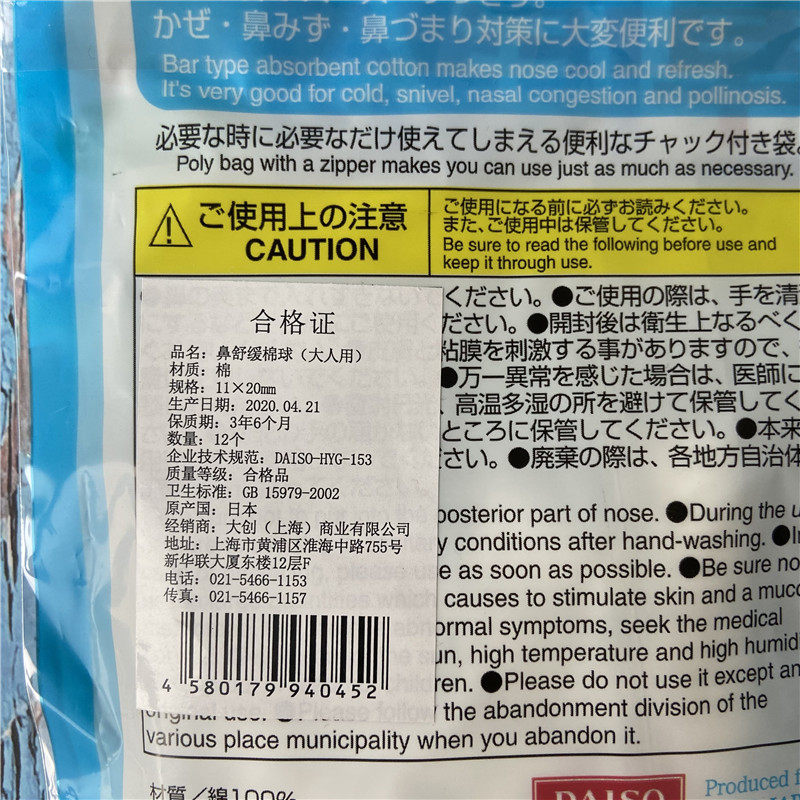 かぜ・鼻みず・鼻づまり対策に大変便利です。
Bar type absorbent cotton makes nose cool and refresh.
It's very good for cold, snivel, nasal congestion and pollinosis.
必要な時に必要なだけ使えてしまえる便利なチャック付き袋。
Poly bag with a zipper makes you can use just as much as necessary.
ご使用上の注意
CAUTION
ご使用になる前に必ずお読みください。
また、ご使用中は保管してください。
Be sure to read the following before use and
keep it through use.
合格证
品名：鼻舒缓棉球（大人用）
材质：棉
规格：11×20mm
生产日期：2020.04.21
保质期：3年6个月
数量：12个
企业技术规范：DAISO-HYG-153
质量等级：合格品
卫生标准：GB 15979-2002
原产国：日本
经销商：大创（上海）商业有限公司
地址：上海市黄浦区淮海中路755号
新华联大厦东楼12层F
电话：021-5466-1153
传真：021-5466-1157
4 580179 940452
ください。●ご使用の際は、手を清
ださい。●開封後は衛生上なるべく
粘膜を刺激する事がありますので、
●万一異常を感じた場合は、医師に
、高温多湿の所を避けて保管してく
ところに保管してください。●本来
さい。●廃棄の際は、各地方自治体
posterior part of nose. ●During the u
y conditions after hand-washing. ●I
e as soon as possible. ●Be sure no
causes to stimulate skin and a muco
ormal symptoms, seek the medical
un, high temperature and high humid
ren. ●Please do not use it except an
original use. ●Please follow the abandonment division of the
various place municipality when you abandon it.
材質／綿100%
DAISO
Produced f